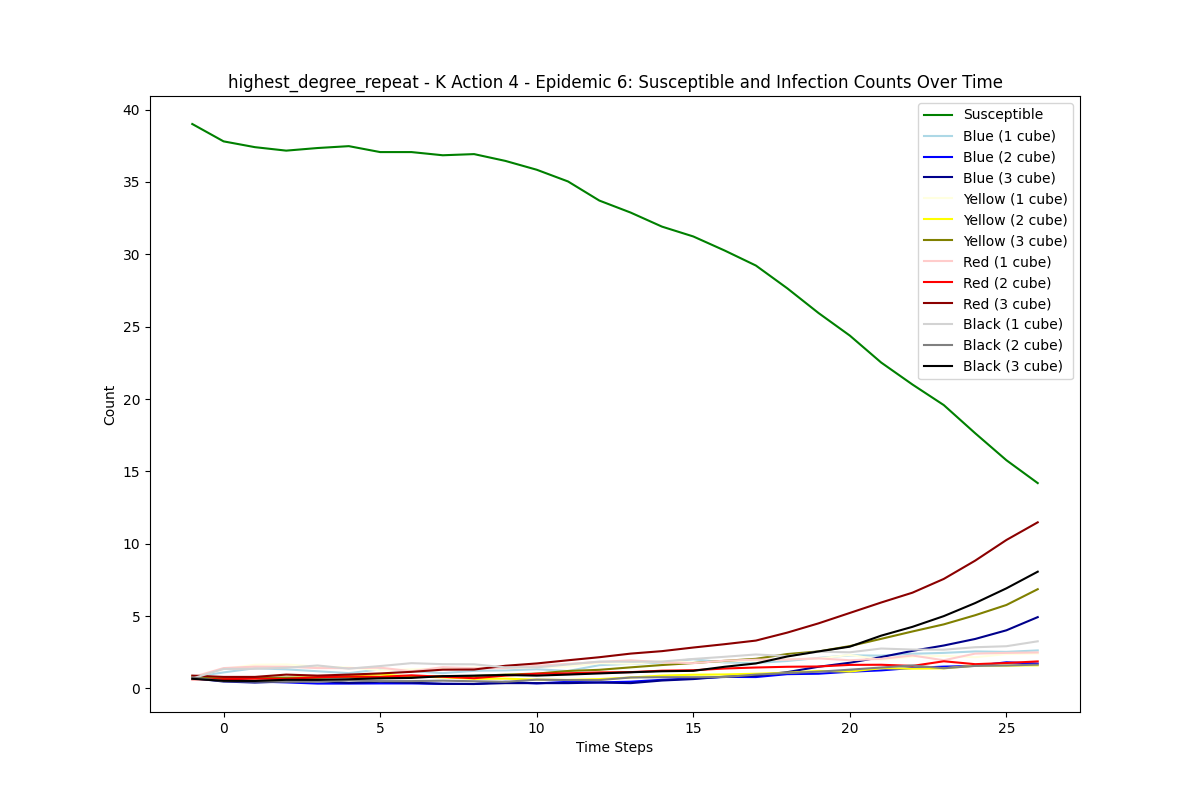 highest_degree_repeat - K Action 4 - Epidemic 6: Susceptible and Infection Counts Over Time
40
35
30
25
20
15
10
5
0
Count
Susceptible
Blue (1 cube)
Blue (2 cube)
Blue (3 cube)
Yellow (1 cube)
Yellow (2 cube)
Yellow (3 cube)
Red (1 cube)
Red (2 cube)
Red (3 cube)
Black (1 cube)
Black (2 cube)
Black (3 cube)
0 5 10 15 20 25
Time Steps